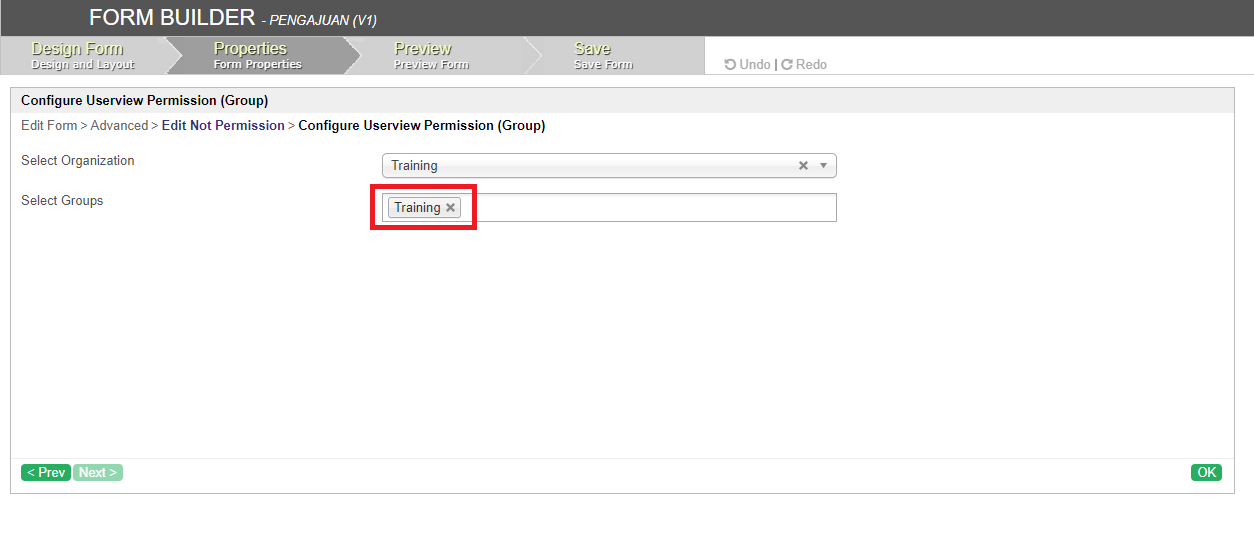 FORM BUILDER - PENGAJUAN (V1)
Design Form
Design and Layout
Properties
Form Properties
Preview
Preview Form
Save
Save Form
Undo | Redo
Configure Userview Permission (Group)
Edit Form > Advanced > Edit Not Permission > Configure Userview Permission (Group)
Select Organization
Training
Select Groups
Training
< Prev
Next >
OK